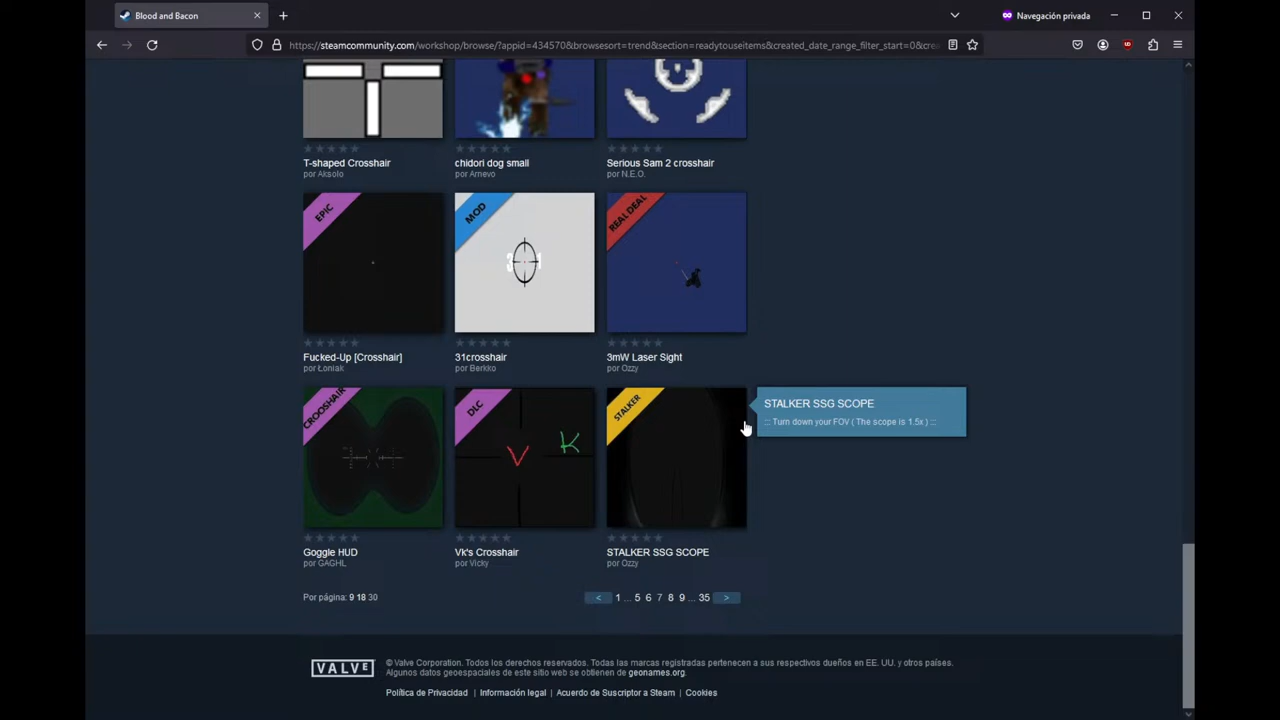 Blood and Bacon
Navegación privada
https://steamcommunity.com/workshop/browse/?appid=434570&browsesort=trend&section=readytouseitems&created_date_range_filter_start=0&cre
T-shaped Crosshair
por Aksolo
chidori dog small
por Arnevo
Serious Sam 2 crosshair
por N.E.O.
EPIC
MOD
31
REAL DEAL
Fucked-Up [Crosshair]
por Łoniak
31crosshair
por Berkko
3mW Laser Sight
por Ozzy
CROOSHAIR
DLC
V K
STALKER
STALKER SSG SCOPE
::: Turn down your FOV ( The scope is 1.5x ) :::
Goggle HUD
por GAGHL
Vk's Crosshair
por Vicky
STALKER SSG SCOPE
por Ozzy
Por página: 9 18 30
< 1 ... 5 6 7 8 9 ... 35 >
VALVE
© Valve Corporation. Todos los derechos reservados. Todas las marcas registradas pertenecen a sus respectivos dueños en EE. UU. y otros países.
Algunos datos geoespaciales de este sitio web se obtienen de geonames.org.
Política de Privacidad | Información legal | Acuerdo de Suscriptor a Steam | Cookies